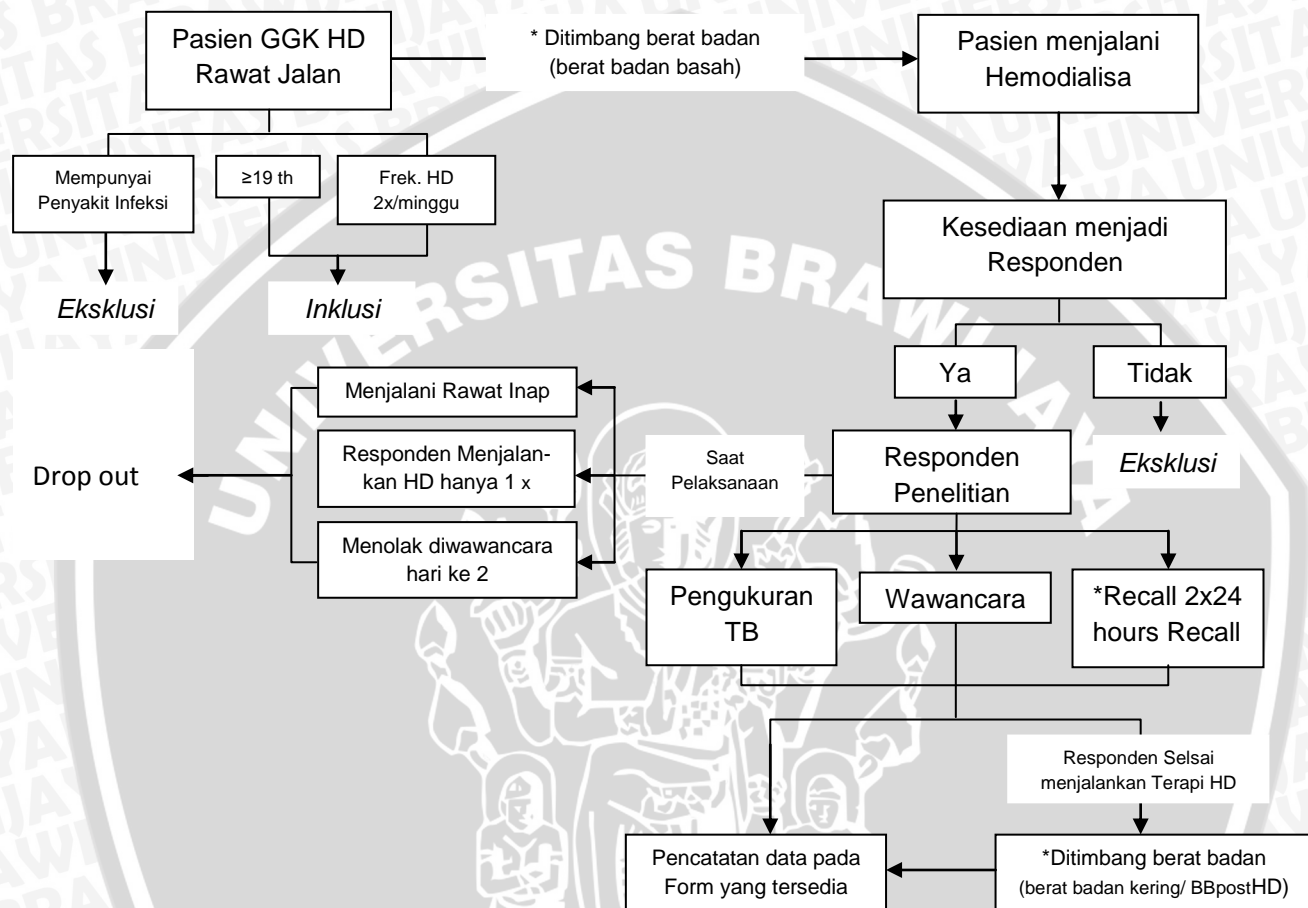 Pasien GGK HD
Rawat Jalan
* Ditimbang berat badan
(berat badan basah)
Pasien menjalani
Hemodialisa
Mempunyai
Penyakit Infeksi
≥19 th
Frek. HD
2x/minggu
Eksklusi
Inklusi
Kesediaan menjadi
Responden
Ya
Tidak
Eksklusi
Responden
Penelitian
Saat
Pelaksanaan
Menjalani Rawat Inap
Responden Menjalan-
kan HD hanya 1 x
Menolak diwawancara
hari ke 2
Drop out
Pengukuran
TB
Wawancara
*Recall 2x24
hours Recall
Responden Selsai
menjalankan Terapi HD
Pencatatan data pada
Form yang tersedia
*Ditimbang berat badan
(berat badan kering/ BBpostHD)
UNIVERSITAS BRAWIJAYA